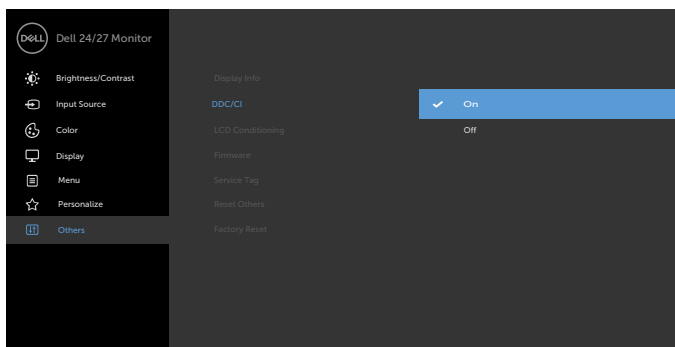 DELL Dell 24/27 Monitor
Brightness/Contrast Display Info
Input Source DDC/CI On
Color LCD Conditioning Off
Display Firmware
Menu Service Tag
Personalize Reset Others
Others Factory Reset